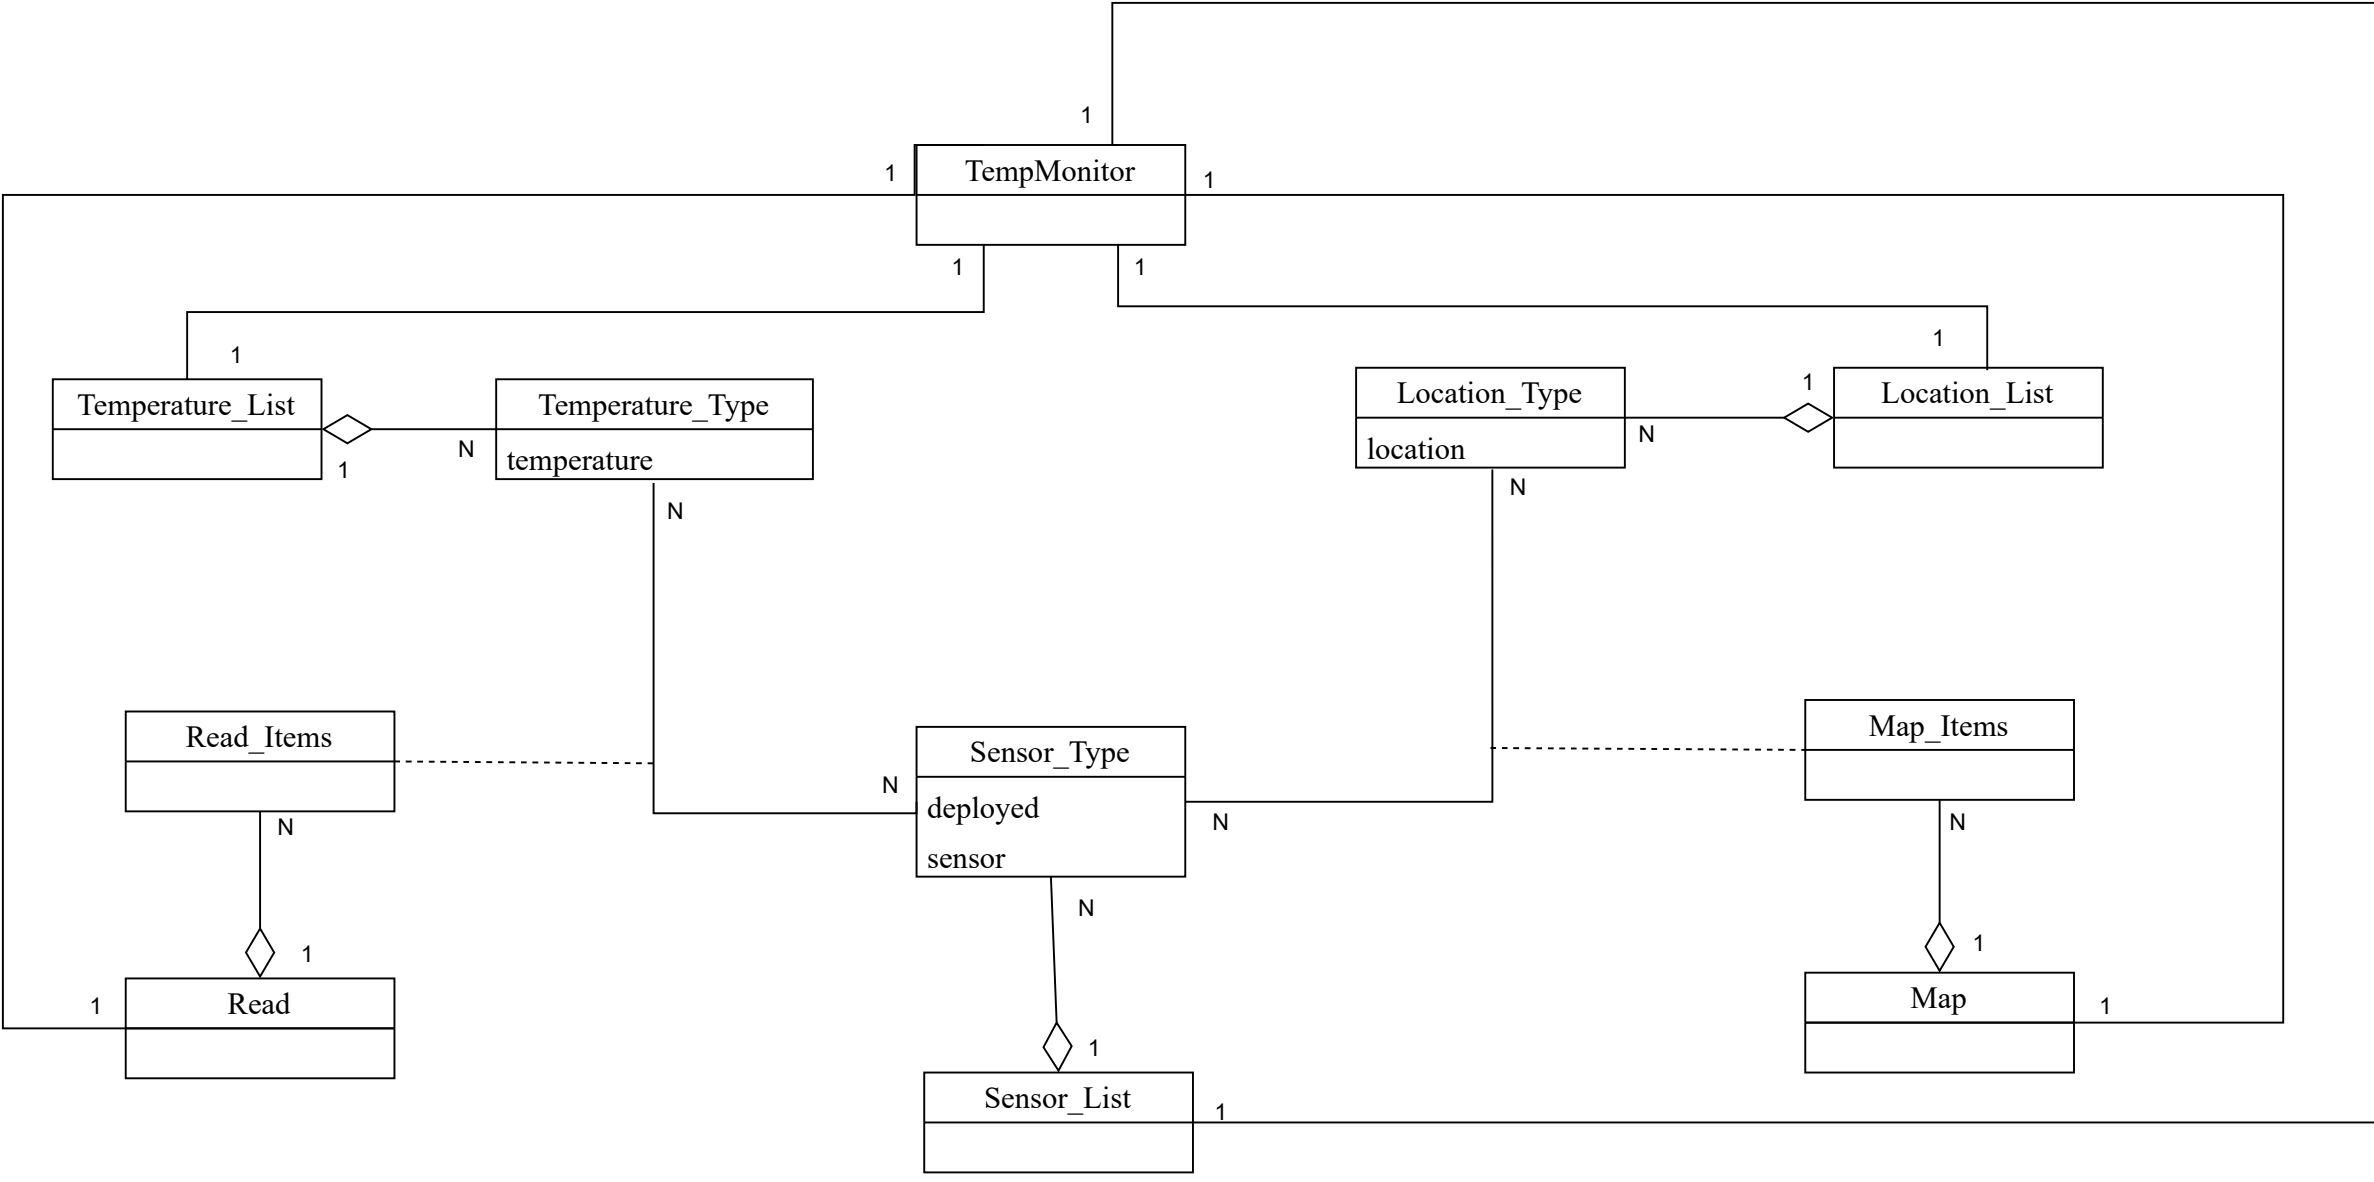 1
TempMonitor
1
1
1
1
1
1
Temperature_List
1
N
Temperature_Type
temperature
N
Location_Type
location
N
N
1
Location_List
Read_Items
N
1
Read
1
Sensor_Type
deployed
sensor
N
N
N
1
Sensor_List
1
Map_Items
N
1
Map
1